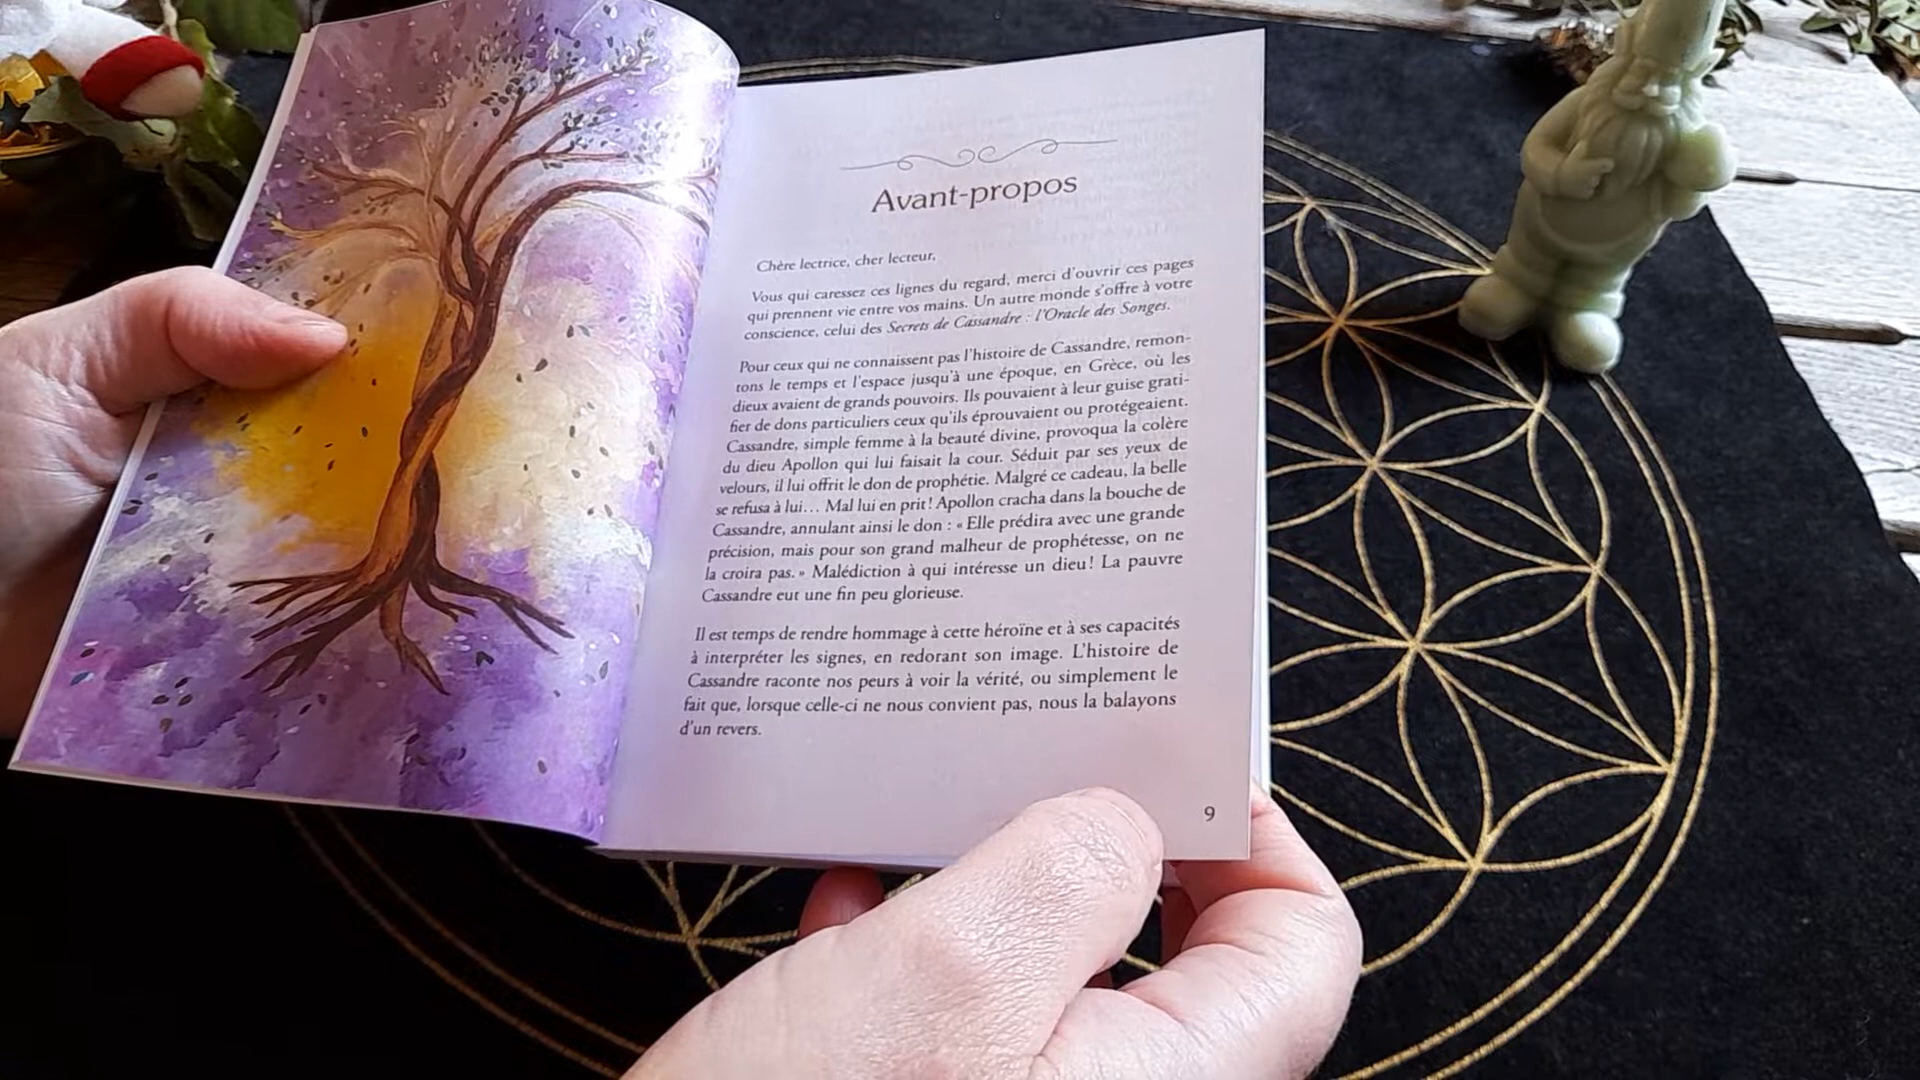 Avant-propos
Chère lectrice, cher lecteur,
Vous qui caressez ces lignes du regard, merci d'ouvrir ces pages
qui prennent vie entre vos mains. Un autre monde s'offre à votre
conscience, celui des Secrets de Cassandre : l'Oracle des Songes.
Pour ceux qui ne connaissent pas l'histoire de Cassandre, remon-
tons le temps et l'espace jusqu'à une époque, en Grèce, où les
dieux avaient de grands pouvoirs. Ils pouvaient à leur guise grati-
fier de dons particuliers ceux qu'ils éprouvaient ou protégeaient.
Cassandre, simple femme à la beauté divine, provoqua la colère
du dieu Apollon qui lui faisait la cour. Séduit par ses yeux de
velours, il lui offrit le don de prophétie. Malgré ce cadeau, la belle
se refusa à lui… Mal lui en prit ! Apollon cracha dans la bouche de
Cassandre, annulant ainsi le don : « Elle prédira avec une grande
précision, mais pour son grand malheur de prophétesse, on ne
la croira pas. » Malédiction à qui intéresse un dieu ! La pauvre
Cassandre eut une fin peu glorieuse.
Il est temps de rendre hommage à cette héroïne et à ses capacités
à interpréter les signes, en redorant son image. L'histoire de
Cassandre raconte nos peurs à voir la vérité, ou simplement le
fait que, lorsque celle-ci ne nous convient pas, nous la balayons
d'un revers.
9